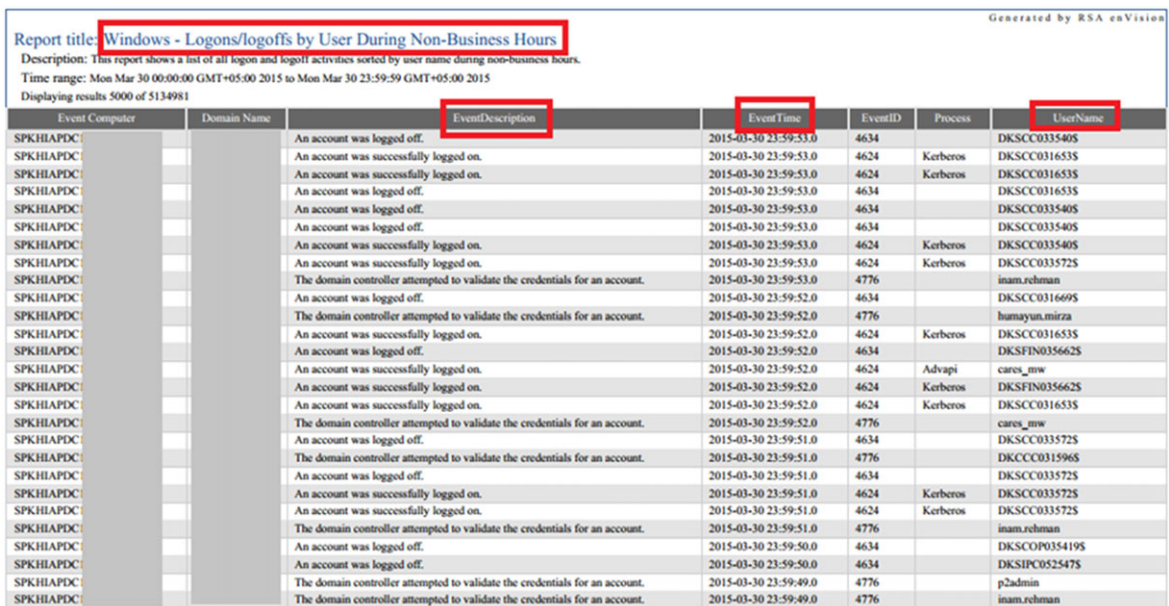 Generated by RSA enVision
Report title: Windows - Logons/logoffs by User During Non-Business Hours
Description: This report shows a list of all logon and logoff activities sorted by user name during non-business hours.
Time range: Mon Mar 30 00:00:00 GMT+05:00 2015 to Mon Mar 30 23:59:59 GMT+05:00 2015
Displaying results 5000 of 5134981
Event Computer Domain Name EventDescription EventTime EventID Process UserName
SPKHIAPDC An account was logged off. 2015-03-30 23:59:53.0 4634 DKSCC033540$
SPKHIAPDC An account was successfully logged on. 2015-03-30 23:59:53.0 4624 Kerberos DKSCC031653$
SPKHIAPDC An account was successfully logged on. 2015-03-30 23:59:53.0 4624 Kerberos DKSCC031653$
SPKHIAPDC An account was logged off. 2015-03-30 23:59:53.0 4634 DKSCC031653$
SPKHIAPDC An account was logged off. 2015-03-30 23:59:53.0 4634 DKSCC033540$
SPKHIAPDC An account was logged off. 2015-03-30 23:59:53.0 4634 DKSCC033540$
SPKHIAPDC An account was successfully logged on. 2015-03-30 23:59:53.0 4624 Kerberos DKSCC033540$
SPKHIAPDC An account was successfully logged on. 2015-03-30 23:59:53.0 4624 Kerberos DKSCC033572$
SPKHIAPDC The domain controller attempted to validate the credentials for an account. 2015-03-30 23:59:53.0 4776 inam.rehman
SPKHIAPDC An account was logged off. 2015-03-30 23:59:52.0 4634 DKSCC031669$
SPKHIAPDC The domain controller attempted to validate the credentials for an account. 2015-03-30 23:59:52.0 4776 humayun.mirza
SPKHIAPDC An account was successfully logged on. 2015-03-30 23:59:52.0 4624 Kerberos DKSCC031653$
SPKHIAPDC An account was logged off. 2015-03-30 23:59:52.0 4634 DKSFIN035662$
SPKHIAPDC An account was successfully logged on. 2015-03-30 23:59:52.0 4624 Advapi cares_mw
SPKHIAPDC An account was successfully logged on. 2015-03-30 23:59:52.0 4624 Kerberos DKSFIN035662$
SPKHIAPDC An account was successfully logged on. 2015-03-30 23:59:52.0 4624 Kerberos DKSCC031653$
SPKHIAPDC The domain controller attempted to validate the credentials for an account. 2015-03-30 23:59:52.0 4776 cares_mw
SPKHIAPDC An account was logged off. 2015-03-30 23:59:51.0 4634 DKSCC033572$
SPKHIAPDC The domain controller attempted to validate the credentials for an account. 2015-03-30 23:59:51.0 4776 DKCCC031596$
SPKHIAPDC An account was logged off. 2015-03-30 23:59:51.0 4634 DKSCC033572$
SPKHIAPDC An account was successfully logged on. 2015-03-30 23:59:51.0 4624 Kerberos DKSCC033572$
SPKHIAPDC An account was successfully logged on. 2015-03-30 23:59:51.0 4624 Kerberos DKSCC033572$
SPKHIAPDC The domain controller attempted to validate the credentials for an account. 2015-03-30 23:59:51.0 4776 inam.rehman
SPKHIAPDC An account was logged off. 2015-03-30 23:59:50.0 4634 DKSCOP035419$
SPKHIAPDC An account was logged off. 2015-03-30 23:59:50.0 4634 DKSIPC052547$
SPKHIAPDC The domain controller attempted to validate the credentials for an account. 2015-03-30 23:59:49.0 4776 p2admin
SPKHIAPDC The domain controller attempted to validate the credentials for an account. 2015-03-30 23:59:49.0 4776 inam.rehman